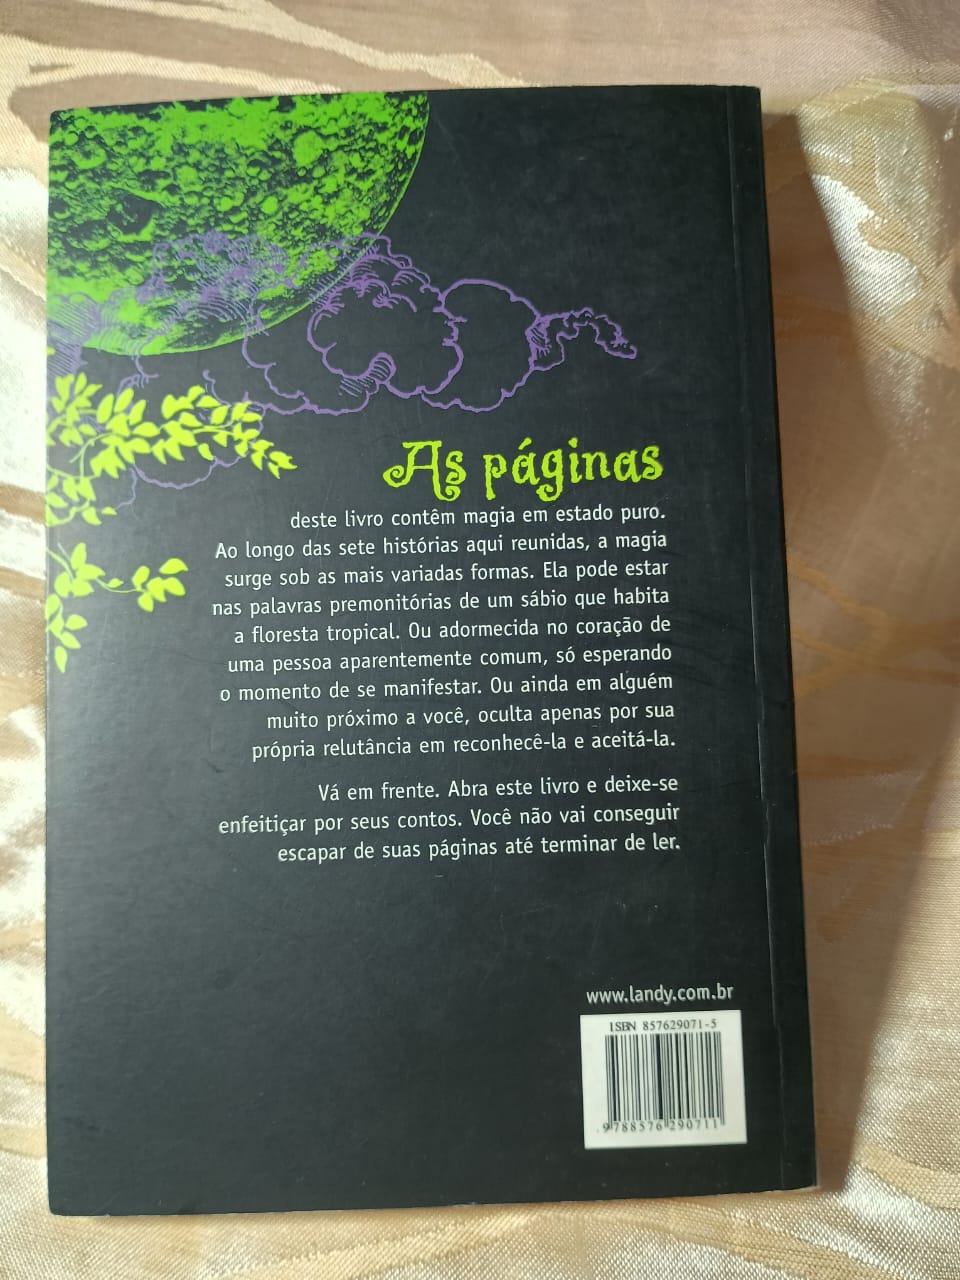 As páginas
deste livro contêm magia em estado puro.
Ao longo das sete histórias aqui reunidas, a magia
surge sob as mais variadas formas. Ela pode estar
nas palavras premonitórias de um sábio que habita
a floresta tropical. Ou adormecida no coração de
uma pessoa aparentemente comum, só esperando
o momento de se manifestar. Ou ainda em alguém
muito próximo a você, oculta apenas por sua
própria relutância em reconhecê-la e aceitá-la.
Vá em frente. Abra este livro e deixe-se
enfeitiçar por seus contos. Você não vai conseguir
escapar de suas páginas até terminar de ler.
www.landy.com.br
ISBN 857629071-5
9788576290711